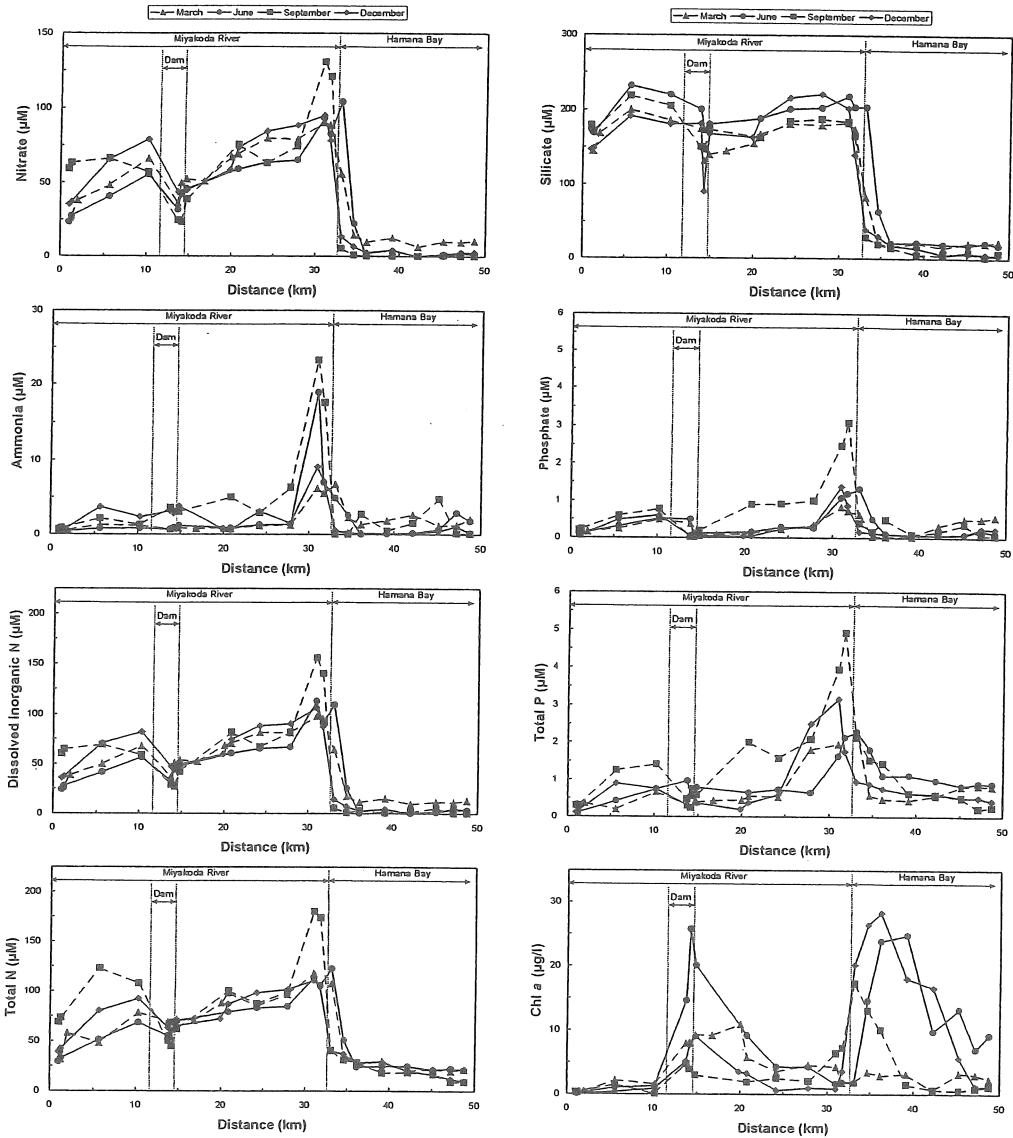 March June September December
Miyakoda River Hamana Bay
Dam
Nitrate (µM)
150
100
50
0
0 10 20 30 40 50
Distance (km)
March June September December
Miyakoda River Hamana Bay
Dam
Silicate (µM)
300
200
100
0
0 10 20 30 40 50
Distance (km)
Miyakoda River Hamana Bay
Dam
Ammonia (µM)
30
20
10
0
0 10 20 30 40 50
Distance (km)
Miyakoda River Hamana Bay
Dam
Phosphate (µM)
6
5
4
3
2
1
0
0 10 20 30 40 50
Distance (km)
Miyakoda River Hamana Bay
Dam
Dissolved Inorganic N (µM)
200
150
100
50
0
0 10 20 30 40 50
Distance (km)
Miyakoda River Hamana Bay
Dam
Total P (µM)
6
5
4
3
2
1
0
0 10 20 30 40 50
Distance (km)
Miyakoda River Hamana Bay
Dam
Total N (µM)
200
150
100
50
0
0 10 20 30 40 50
Distance (km)
Miyakoda River Hamana Bay
Dam
Chl a (µg/l)
30
20
10
0
0 10 20 30 40 50
Distance (km)